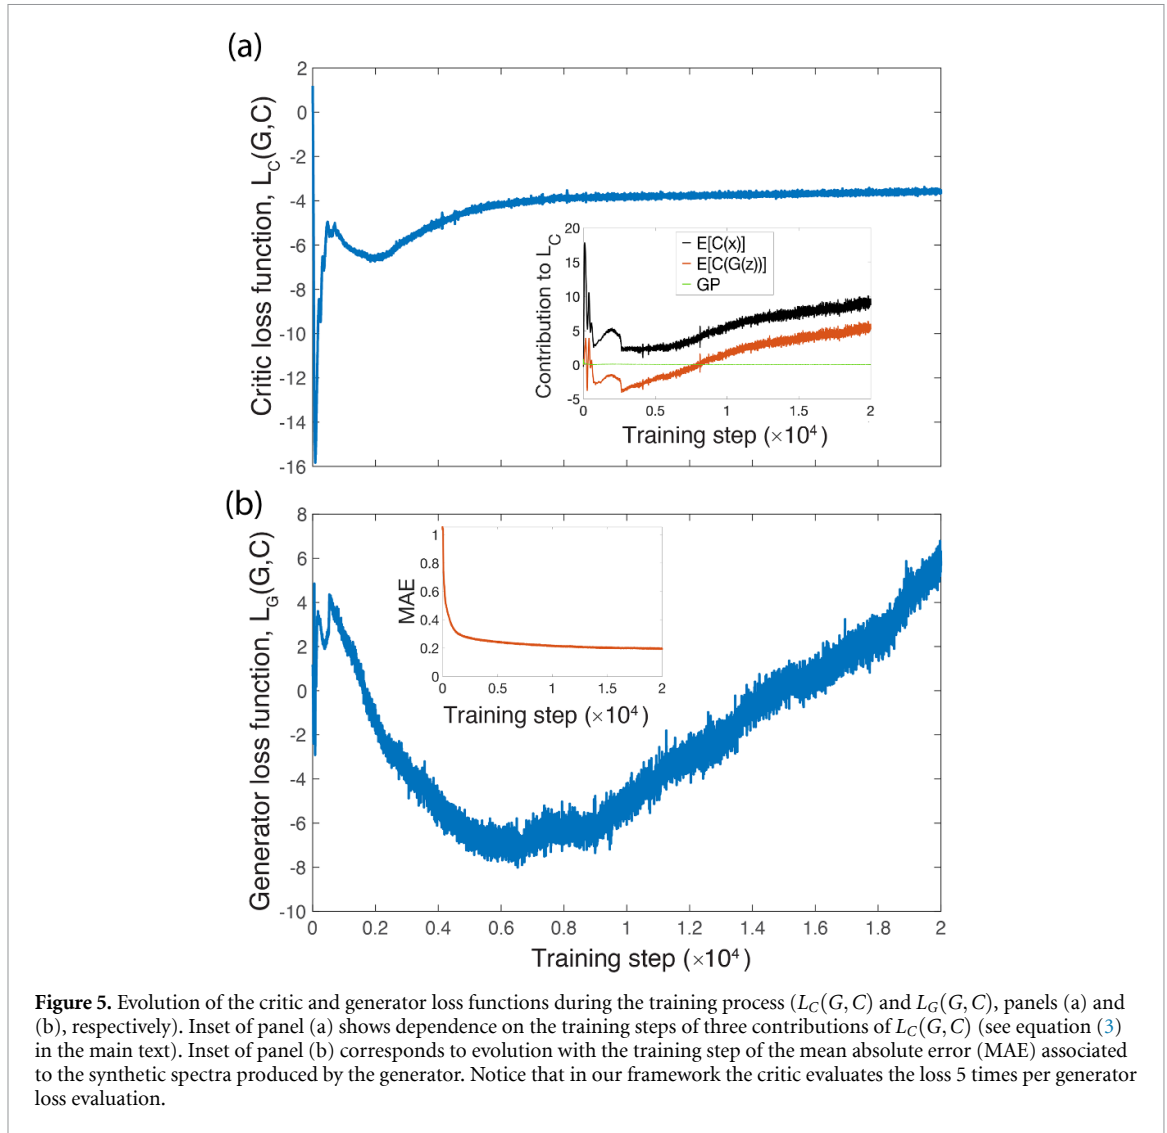 (a)
2
0
-2
-4
-6
-8
-10
-12
-14
-16
Critic loss function, L_C(G,C)
20
15
10
5
0
-5
Contribution to L_C
E[C(x)]
E[C(G(z))]
GP
0 0.5 1 1.5 2
Training step (×10⁴)
(b)
8
6
4
2
0
-2
-4
-6
-8
-10
Generator loss function, L_G(G,C)
1
0.8
0.6
0.4
0.2
0
MAE
0 0.5 1 1.5 2
Training step (×10⁴)
0 0.2 0.4 0.6 0.8 1 1.2 1.4 1.6 1.8 2
Training step (×10⁴)
Figure 5. Evolution of the critic and generator loss functions during the training process (L_C(G,C) and L_G(G,C), panels (a) and
(b), respectively). Inset of panel (a) shows dependence on the training steps of three contributions of L_C(G,C) (see equation (3)
in the main text). Inset of panel (b) corresponds to evolution with the training step of the mean absolute error (MAE) associated
to the synthetic spectra produced by the generator. Notice that in our framework the critic evaluates the loss 5 times per generator
loss evaluation.